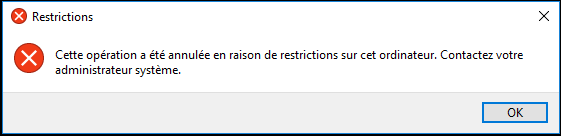 Restrictions
Cette opération a été annulée en raison de restrictions sur cet ordinateur. Contactez votre
administrateur système.
OK